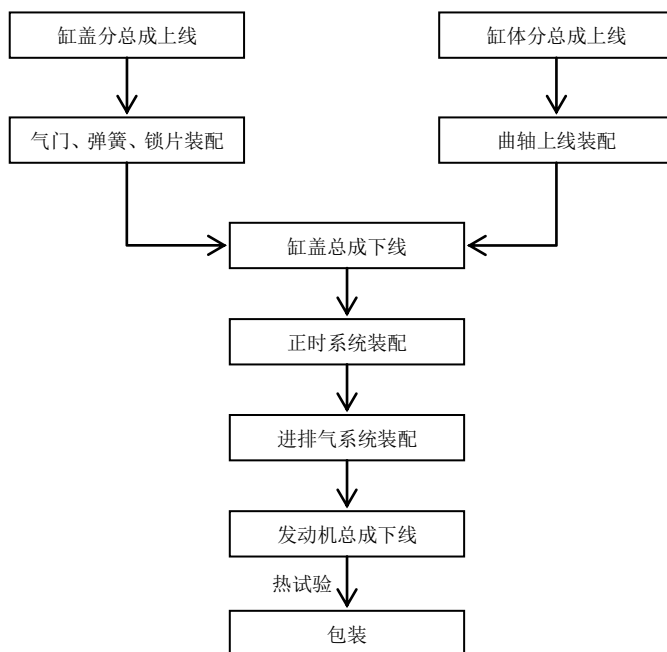 缸盖分总成上线
缸体分总成上线
气门、弹簧、锁片装配
曲轴上线装配
缸盖总成下线
正时系统装配
进排气系统装配
发动机总成下线
热试验
包装